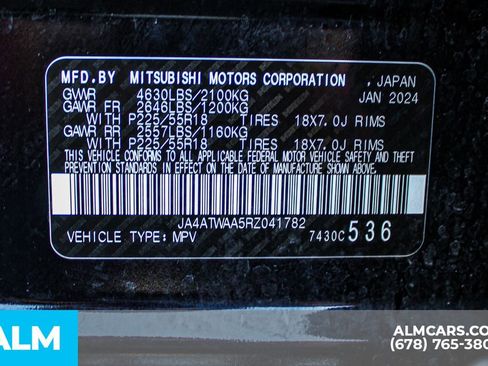 MFD.BY MITSUBISHI MOTORS CORPORATION , JAPAN
GVWR 4630LBS/2100KG JAN 2024
GAWR FR 2646LBS/1200KG
WITH P225/55R18 TIRES 18X7.0J RIMS
GAWR RR 2557LBS/1160KG
WITH P225/55R18 TIRES 18X7.0J RIMS
THIS VEHICLE CONFORMS TO ALL APPLICABLE FEDERAL MOTOR VEHICLE SAFETY AND THEFT
PREVENTION STANDARDS IN EFFECT ON THE DATE OF MANUFACTURE SHOWN ABOVE.
JA4ATWAA5RZ041782
VEHICLE TYPE: MPV 7430C 536
ALM
ALMCARS.COM
(678) 765-380